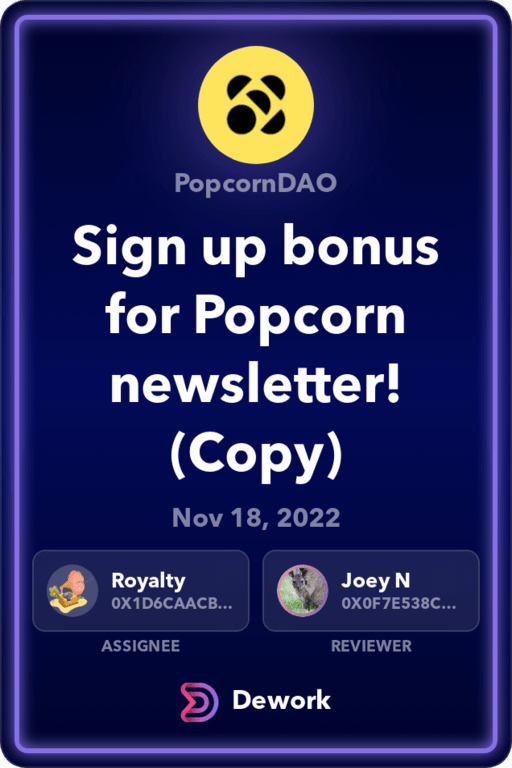 PopcornDAO
Sign up bonus
for Popcorn
newsletter!
(Copy)
Nov 18, 2022
Royalty
0X1D6CAACB...
Joey N
0X0F7E538C...
ASSIGNEE
REVIEWER
Dework